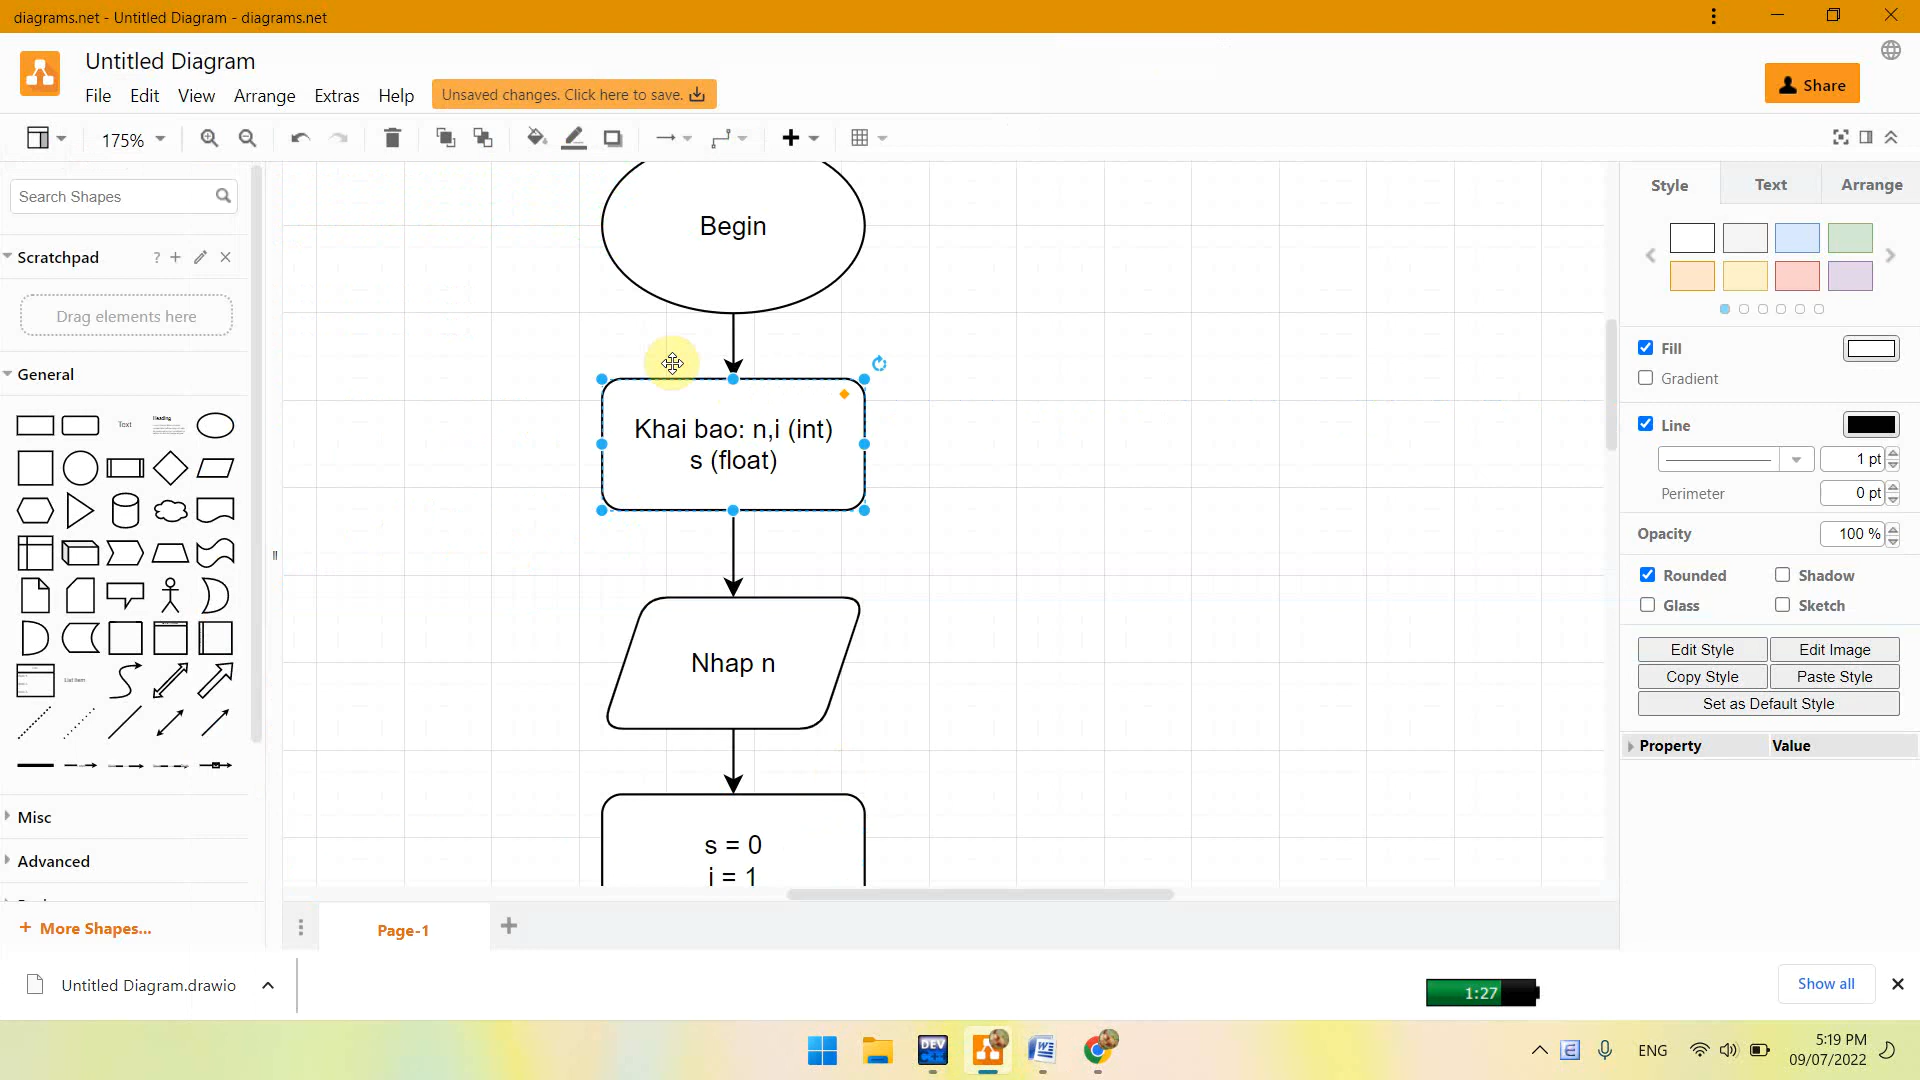 diagrams.net - Untitled Diagram - diagrams.net
Untitled Diagram
File Edit View Arrange Extras Help Unsaved changes. Click here to save.
Share
175%
Search Shapes
Scratchpad ?
Drag elements here
General
Text
Heading
List Item
Misc
Advanced
+ More Shapes...
Begin
Khai bao: n,i (int)
s (float)
Nhap n
s = 0
i = 1
Page-1
Style Text Arrange
Fill
Gradient
Line
1 pt
Perimeter 0 pt
Opacity 100 %
Rounded Shadow
Glass Sketch
Edit Style Edit Image
Copy Style Paste Style
Set as Default Style
Property Value
Untitled Diagram.drawio
1:27
Show all
DEV
ENG
5:19 PM
09/07/2022